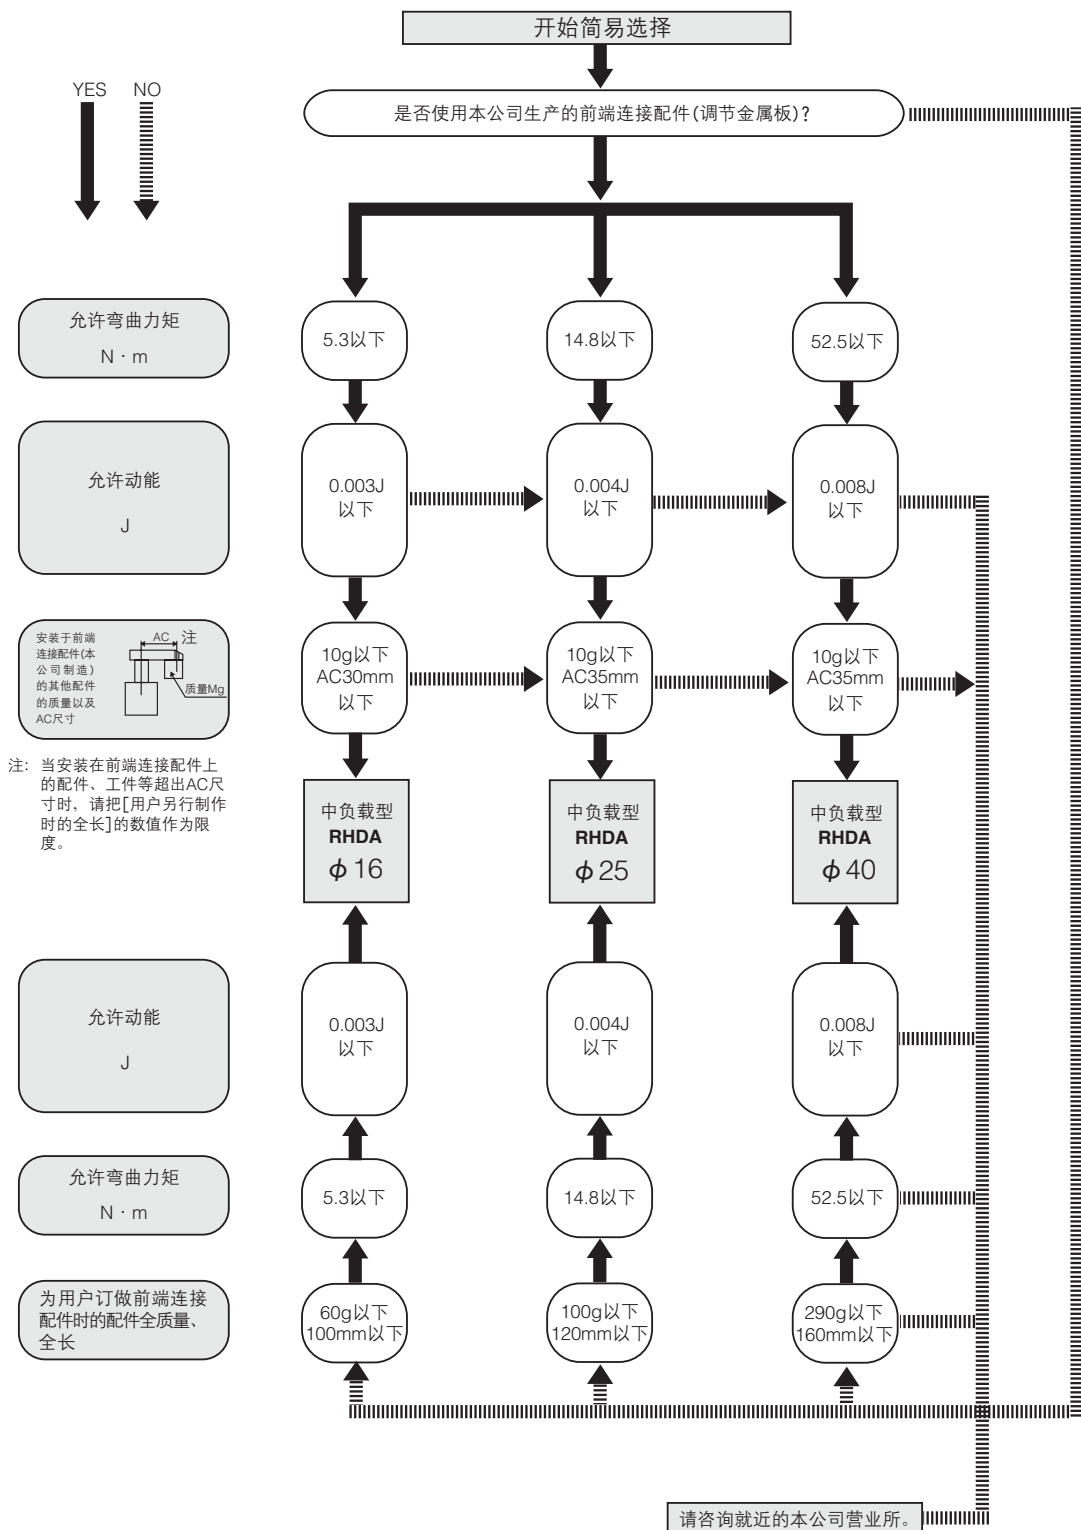 开始简易选择
YES NO
是否使用本公司生产的前端连接配件(调节金属板)?
允许弯曲力矩
N·m
5.3以下
14.8以下
52.5以下
允许动能
J
0.003J
以下
0.004J
以下
0.008J
以下
安装于前端
连接配件(本
公司制造)
的其他配件
的质量以及
AC尺寸
AC 注
质量Mg
10g以下
AC30mm
以下
10g以下
AC35mm
以下
10g以下
AC35mm
以下
注: 当安装在前端连接配件上
的配件、工件等超出AC尺
寸时, 请把[用户另行制作
时的全长]的数值作为限
度。
中负载型
RHDA
φ16
中负载型
RHDA
φ25
中负载型
RHDA
φ40
允许动能
J
0.003J
以下
0.004J
以下
0.008J
以下
允许弯曲力矩
N·m
5.3以下
14.8以下
52.5以下
为用户订做前端连接
配件时的配件全质量、
全长
60g以下
100mm以下
100g以下
120mm以下
290g以下
160mm以下
请咨询就近的本公司营业所。